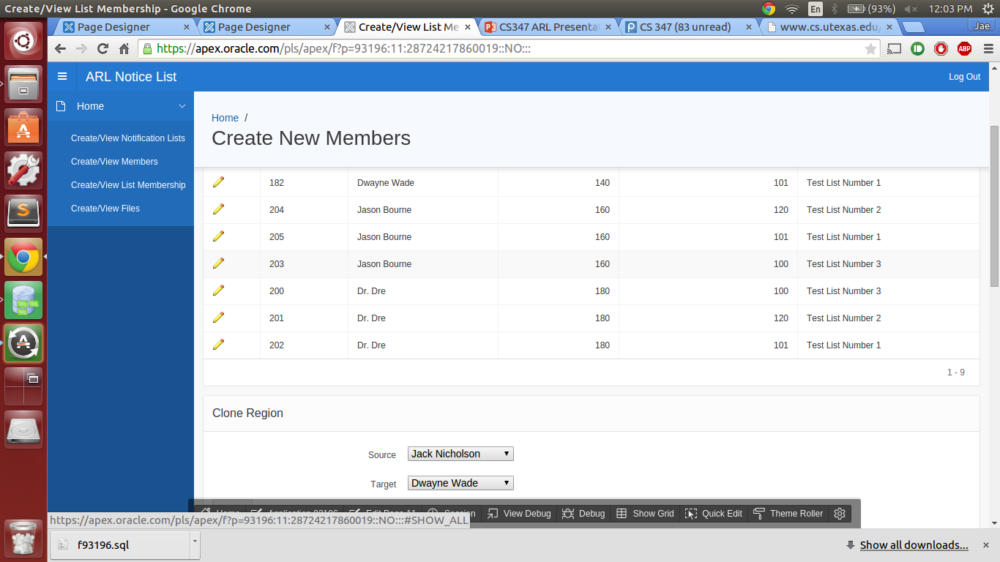 Create/View List Membership - Google Chrome
En (93%) 12:03 PM
Page Designer × Page Designer × Create/View List Me × CS347 ARL Presenta × CS 347 (83 unread) × www.cs.utexas.edu/ × Jae
https://apex.oracle.com/pls/apex/f?p=93196:11:28724217860019::NO:::
ABP
ARL Notice List Log Out
Home
Create/View Notification Lists
Create/View Members
Create/View List Membership
Create/View Files
Home /
Create New Members
182 Dwayne Wade 140 101 Test List Number 1
204 Jason Bourne 160 120 Test List Number 2
205 Jason Bourne 160 101 Test List Number 1
203 Jason Bourne 160 100 Test List Number 3
200 Dr. Dre 180 100 Test List Number 3
201 Dr. Dre 180 120 Test List Number 2
202 Dr. Dre 180 101 Test List Number 1
1 - 9
Clone Region
Source Jack Nicholson
Target Dwayne Wade
Home Application 93196 Edit Page 11 Session View Debug Debug Show Grid Quick Edit Theme Roller
https://apex.oracle.com/pls/apex/f?p=93196:11:28724217860019::NO:::#SHOW_ALL
f93196.sql Show all downloads... ×